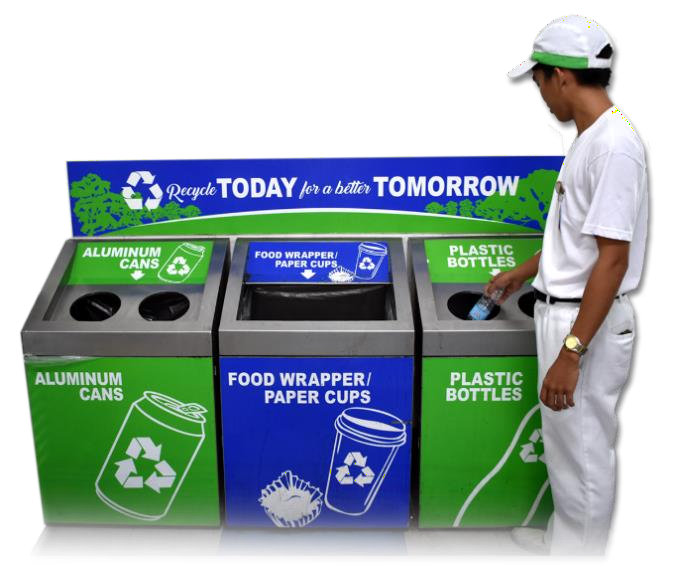 Recycle TODAY for a better TOMORROW
ALUMINUM
CANS
FOOD WRAPPER/
PAPER CUPS
PLASTIC
BOTTLES
ALUMINUM
CANS
FOOD WRAPPER/
PAPER CUPS
PLASTIC
BOTTLES